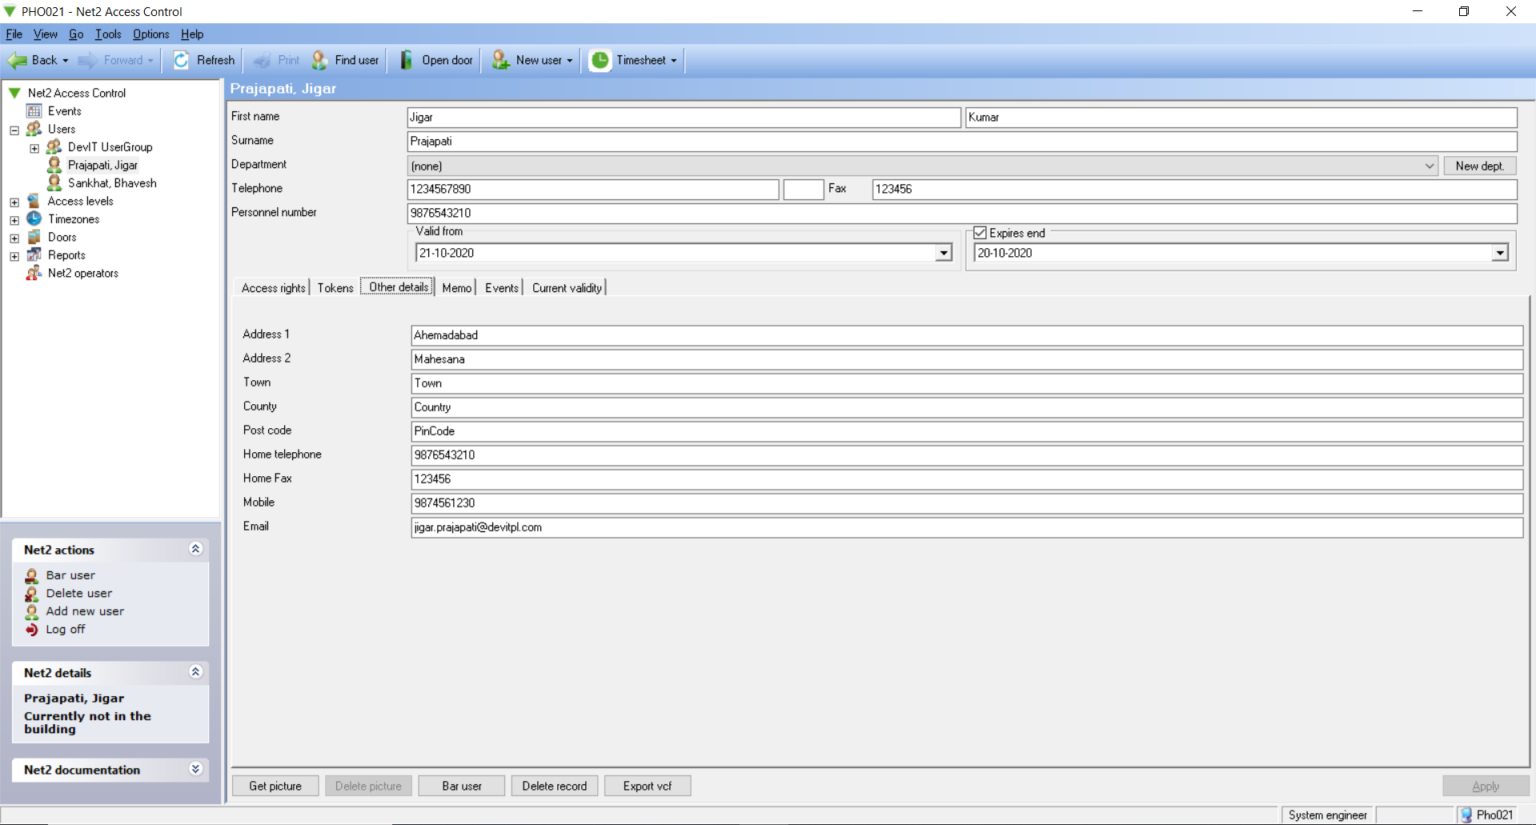 PHO021 - Net2 Access Control
File View Go Tools Options Help
Back Forward Refresh Print Find user Open door New user Timesheet
Net2 Access Control
Events
Users
DevIT UserGroup
Prajapati, Jigar
Sankhat, Bhavesh
Access levels
Timezones
Doors
Reports
Net2 operators
Net2 actions
Bar user
Delete user
Add new user
Log off
Net2 details
Prajapati, Jigar
Currently not in the
building
Net2 documentation
Prajapati, Jigar
First name Jigar Kumar
Surname Prajapati
Department (none) New dept.
Telephone 1234567890 Fax 123456
Personnel number 9876543210
Valid from Expires end
21-10-2020 20-10-2020
Access rights Tokens Other details Memo Events Current validity
Address 1 Ahemadabad
Address 2 Mahesana
Town Town
County Country
Post code PinCode
Home telephone 9876543210
Home Fax 123456
Mobile 9874561230
Email jigar.prajapati@devitpl.com
Get picture Delete picture Bar user Delete record Export vcf Apply
System engineer Pho021